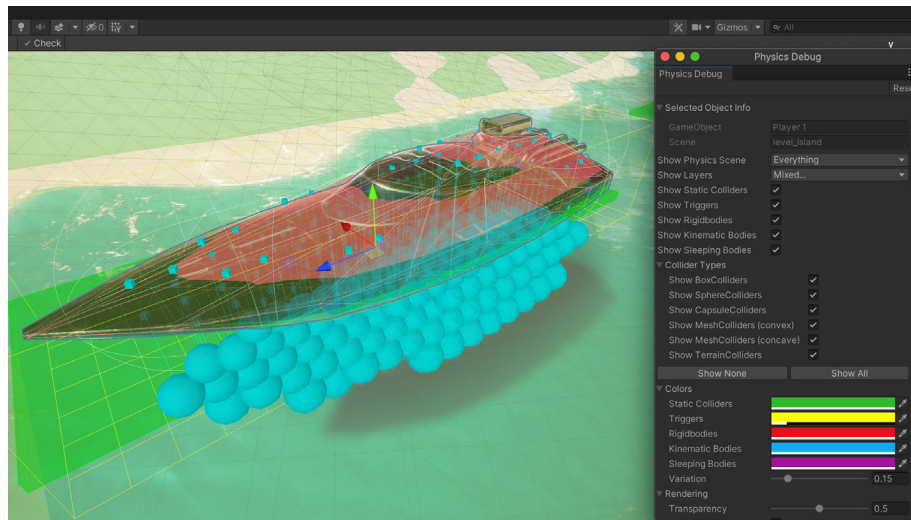 0
Gizmos
All
✓ Check
Physics Debug
Physics Debug
Rese
Selected Object Info
GameObject Player 1
Scene level_Island
Show Physics Scene Everything
Show Layers Mixed...
Show Static Colliders
Show Triggers
Show Rigidbodies
Show Kinematic Bodies
Show Sleeping Bodies
Collider Types
Show BoxColliders
Show SphereColliders
Show CapsuleColliders
Show MeshColliders (convex)
Show MeshColliders (concave)
Show TerrainColliders
Show None Show All
Colors
Static Colliders
Triggers
Rigidbodies
Kinematic Bodies
Sleeping Bodies
Variation 0.15
Rendering
Transparency 0.5